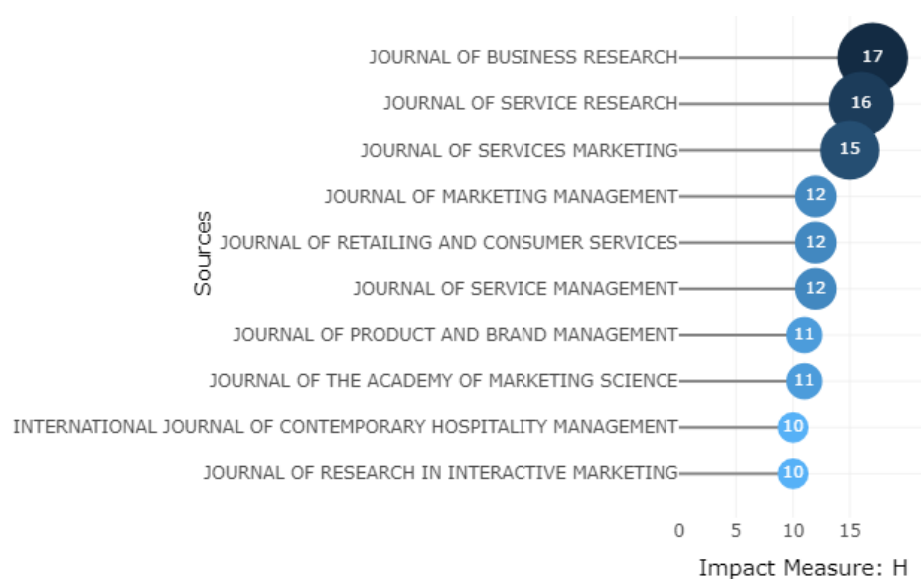 JOURNAL OF BUSINESS RESEARCH 17
JOURNAL OF SERVICE RESEARCH 16
JOURNAL OF SERVICES MARKETING 15
JOURNAL OF MARKETING MANAGEMENT 12
JOURNAL OF RETAILING AND CONSUMER SERVICES 12
JOURNAL OF SERVICE MANAGEMENT 12
JOURNAL OF PRODUCT AND BRAND MANAGEMENT 11
JOURNAL OF THE ACADEMY OF MARKETING SCIENCE 11
INTERNATIONAL JOURNAL OF CONTEMPORARY HOSPITALITY MANAGEMENT 10
JOURNAL OF RESEARCH IN INTERACTIVE MARKETING 10
Sources
0 5 10 15
Impact Measure: H